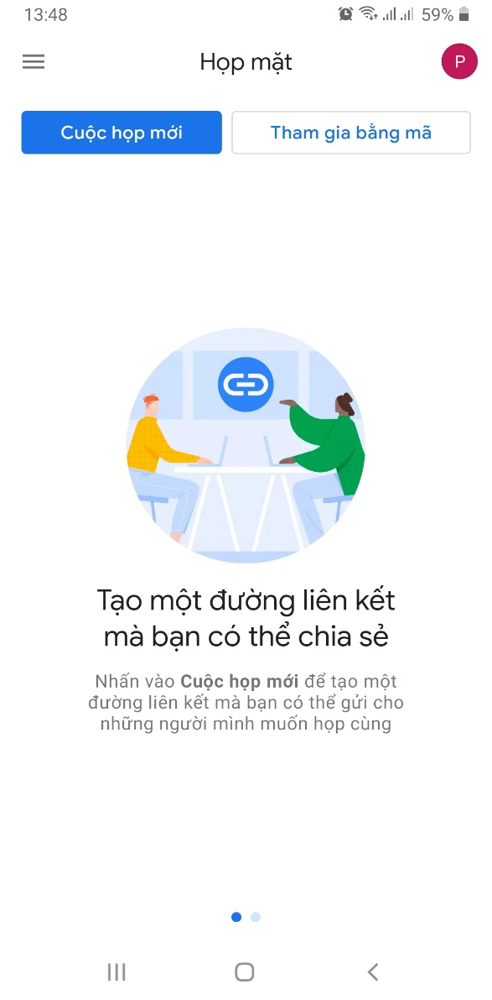 13:48
59%
Họp mặt
P
Cuộc họp mới
Tham gia bằng mã
Tạo một đường liên kết
mà bạn có thể chia sẻ
Nhấn vào Cuộc họp mới để tạo một
đường liên kết mà bạn có thể gửi cho
những người mình muốn họp cùng